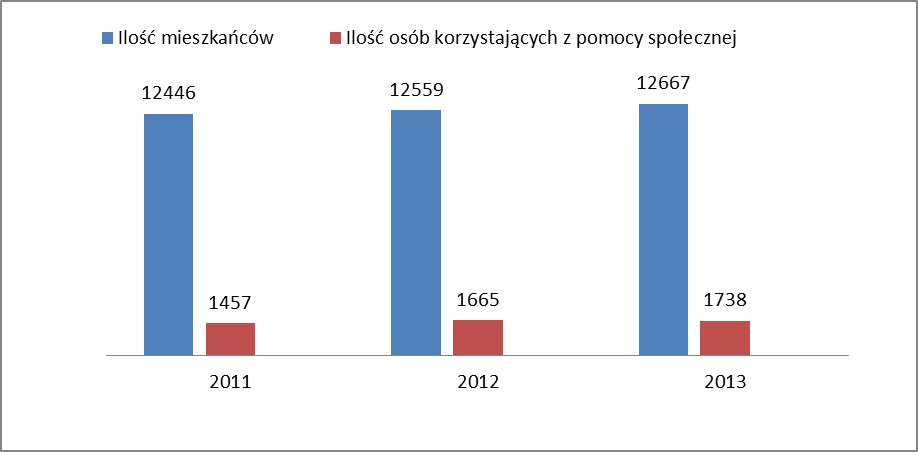 Ilość mieszkańców Ilość osób korzystających z pomocy społecznej
12446 12559 12667
1457 1665 1738
2011 2012 2013